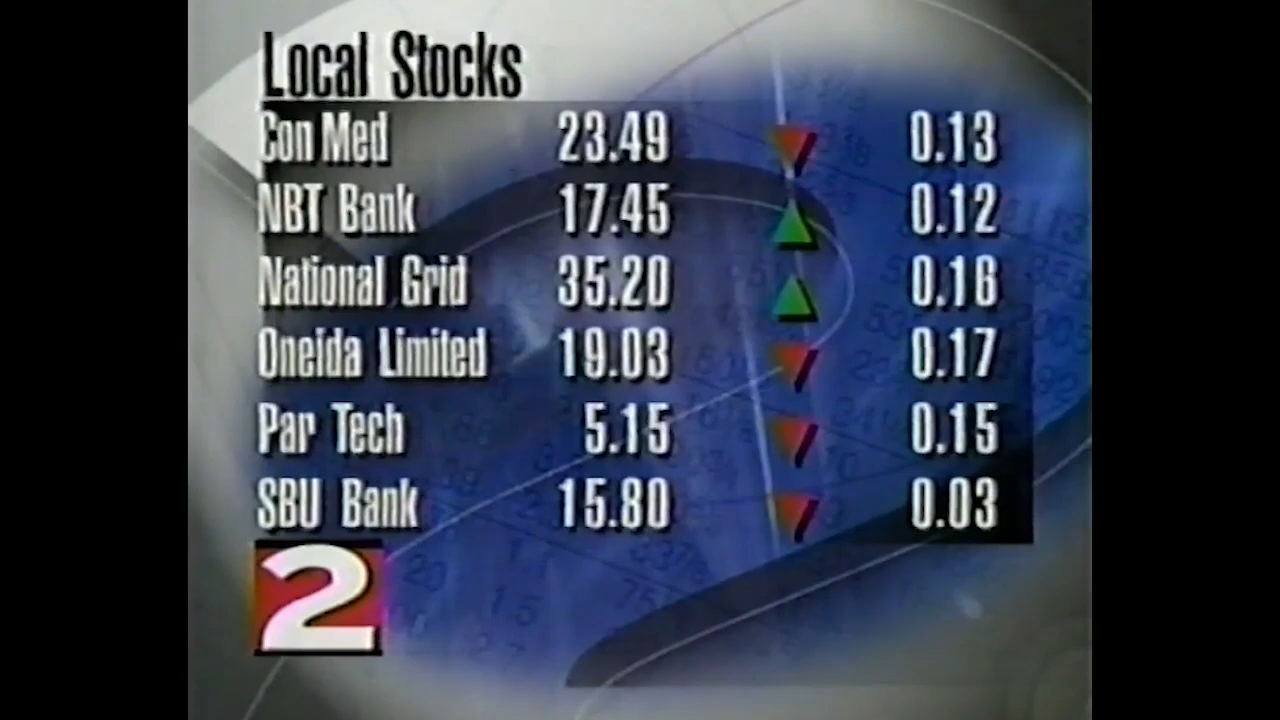 Local Stocks
Con Med 23.49 0.13
NBT Bank 17.45 0.12
National Grid 35.20 0.16
Oneida Limited 19.03 0.17
Par Tech 5.15 0.15
SBU Bank 15.80 0.03
2